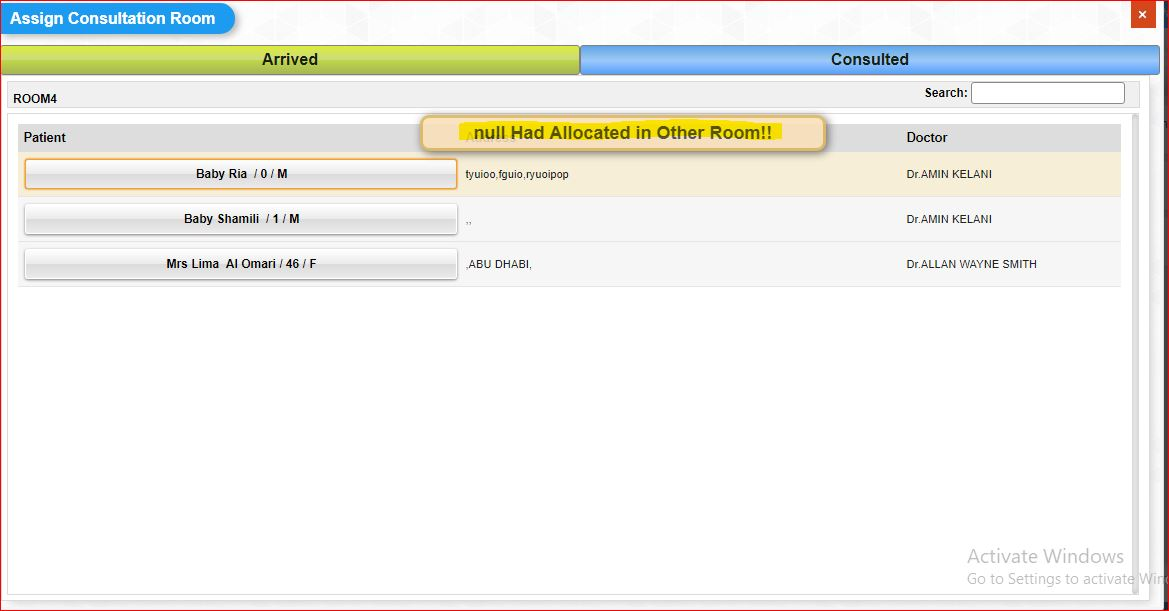 Assign Consultation Room
×
Arrived
Consulted
ROOM4
Search:
null Had Allocated in Other Room!!
Patient
Address
Doctor
Baby Ria / 0 / M
tyuioo,fguio,ryuoipop
Dr.AMIN KELANI
Baby Shamili / 1 / M
,,
Dr.AMIN KELANI
Mrs Lima Al Omari / 46 / F
,ABU DHABI,
Dr.ALLAN WAYNE SMITH
Activate Windows
Go to Settings to activate Win